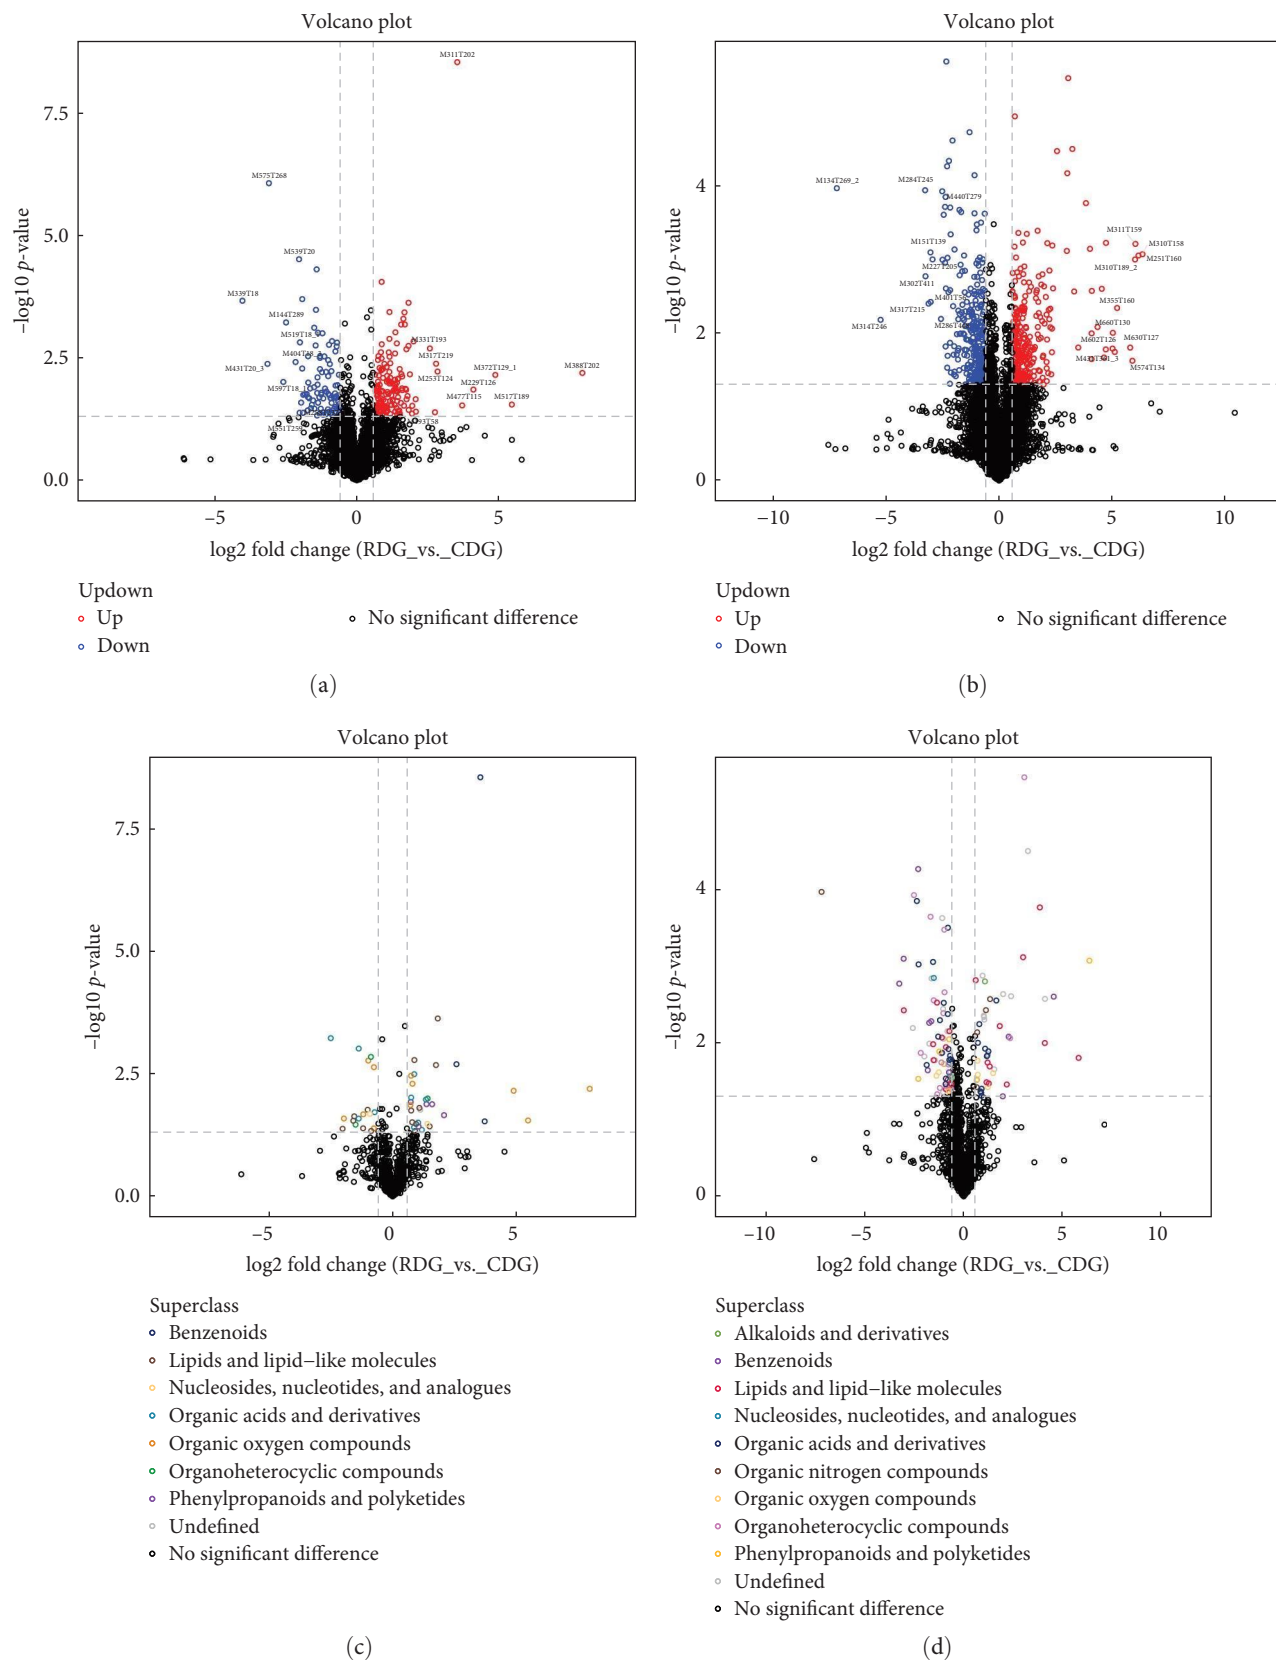 Volcano plot
M311T202
M575T268
M539T20
M339T18
M144T289
M431T20_3
M331T193
M317T219
M253T124
M372T129_1
M388T202
M229T126
M477T115
M517T189
M551T259
7.5
5.0
2.5
0.0
−log10 p-value
−5
0
5
log2 fold change (RDG_vs._CDG)
Updown
Up
Down
No significant difference
(a)
Volcano plot
M134T269_2
M284T245
M440T279
M151T139
M227T205
M302T411
M317T215
M314T246
M311T159
M310T158
M251T160
M310T189_2
M355T160
M660T130
M602T126
M630T127
M574T134
4
2
0
−log10 p-value
−10
−5
0
5
10
log2 fold change (RDG_vs._CDG)
Updown
Up
Down
No significant difference
(b)
Volcano plot
7.5
5.0
2.5
0.0
−log10 p-value
−5
0
5
log2 fold change (RDG_vs._CDG)
Superclass
Benzenoids
Lipids and lipid−like molecules
Nucleosides, nucleotides, and analogues
Organic acids and derivatives
Organic oxygen compounds
Organoheterocyclic compounds
Phenylpropanoids and polyketides
Undefined
No significant difference
(c)
Volcano plot
4
2
0
−log10 p-value
−10
−5
0
5
10
log2 fold change (RDG_vs._CDG)
Superclass
Alkaloids and derivatives
Benzenoids
Lipids and lipid−like molecules
Nucleosides, nucleotides, and analogues
Organic acids and derivatives
Organic nitrogen compounds
Organic oxygen compounds
Organoheterocyclic compounds
Phenylpropanoids and polyketides
Undefined
No significant difference
(d)